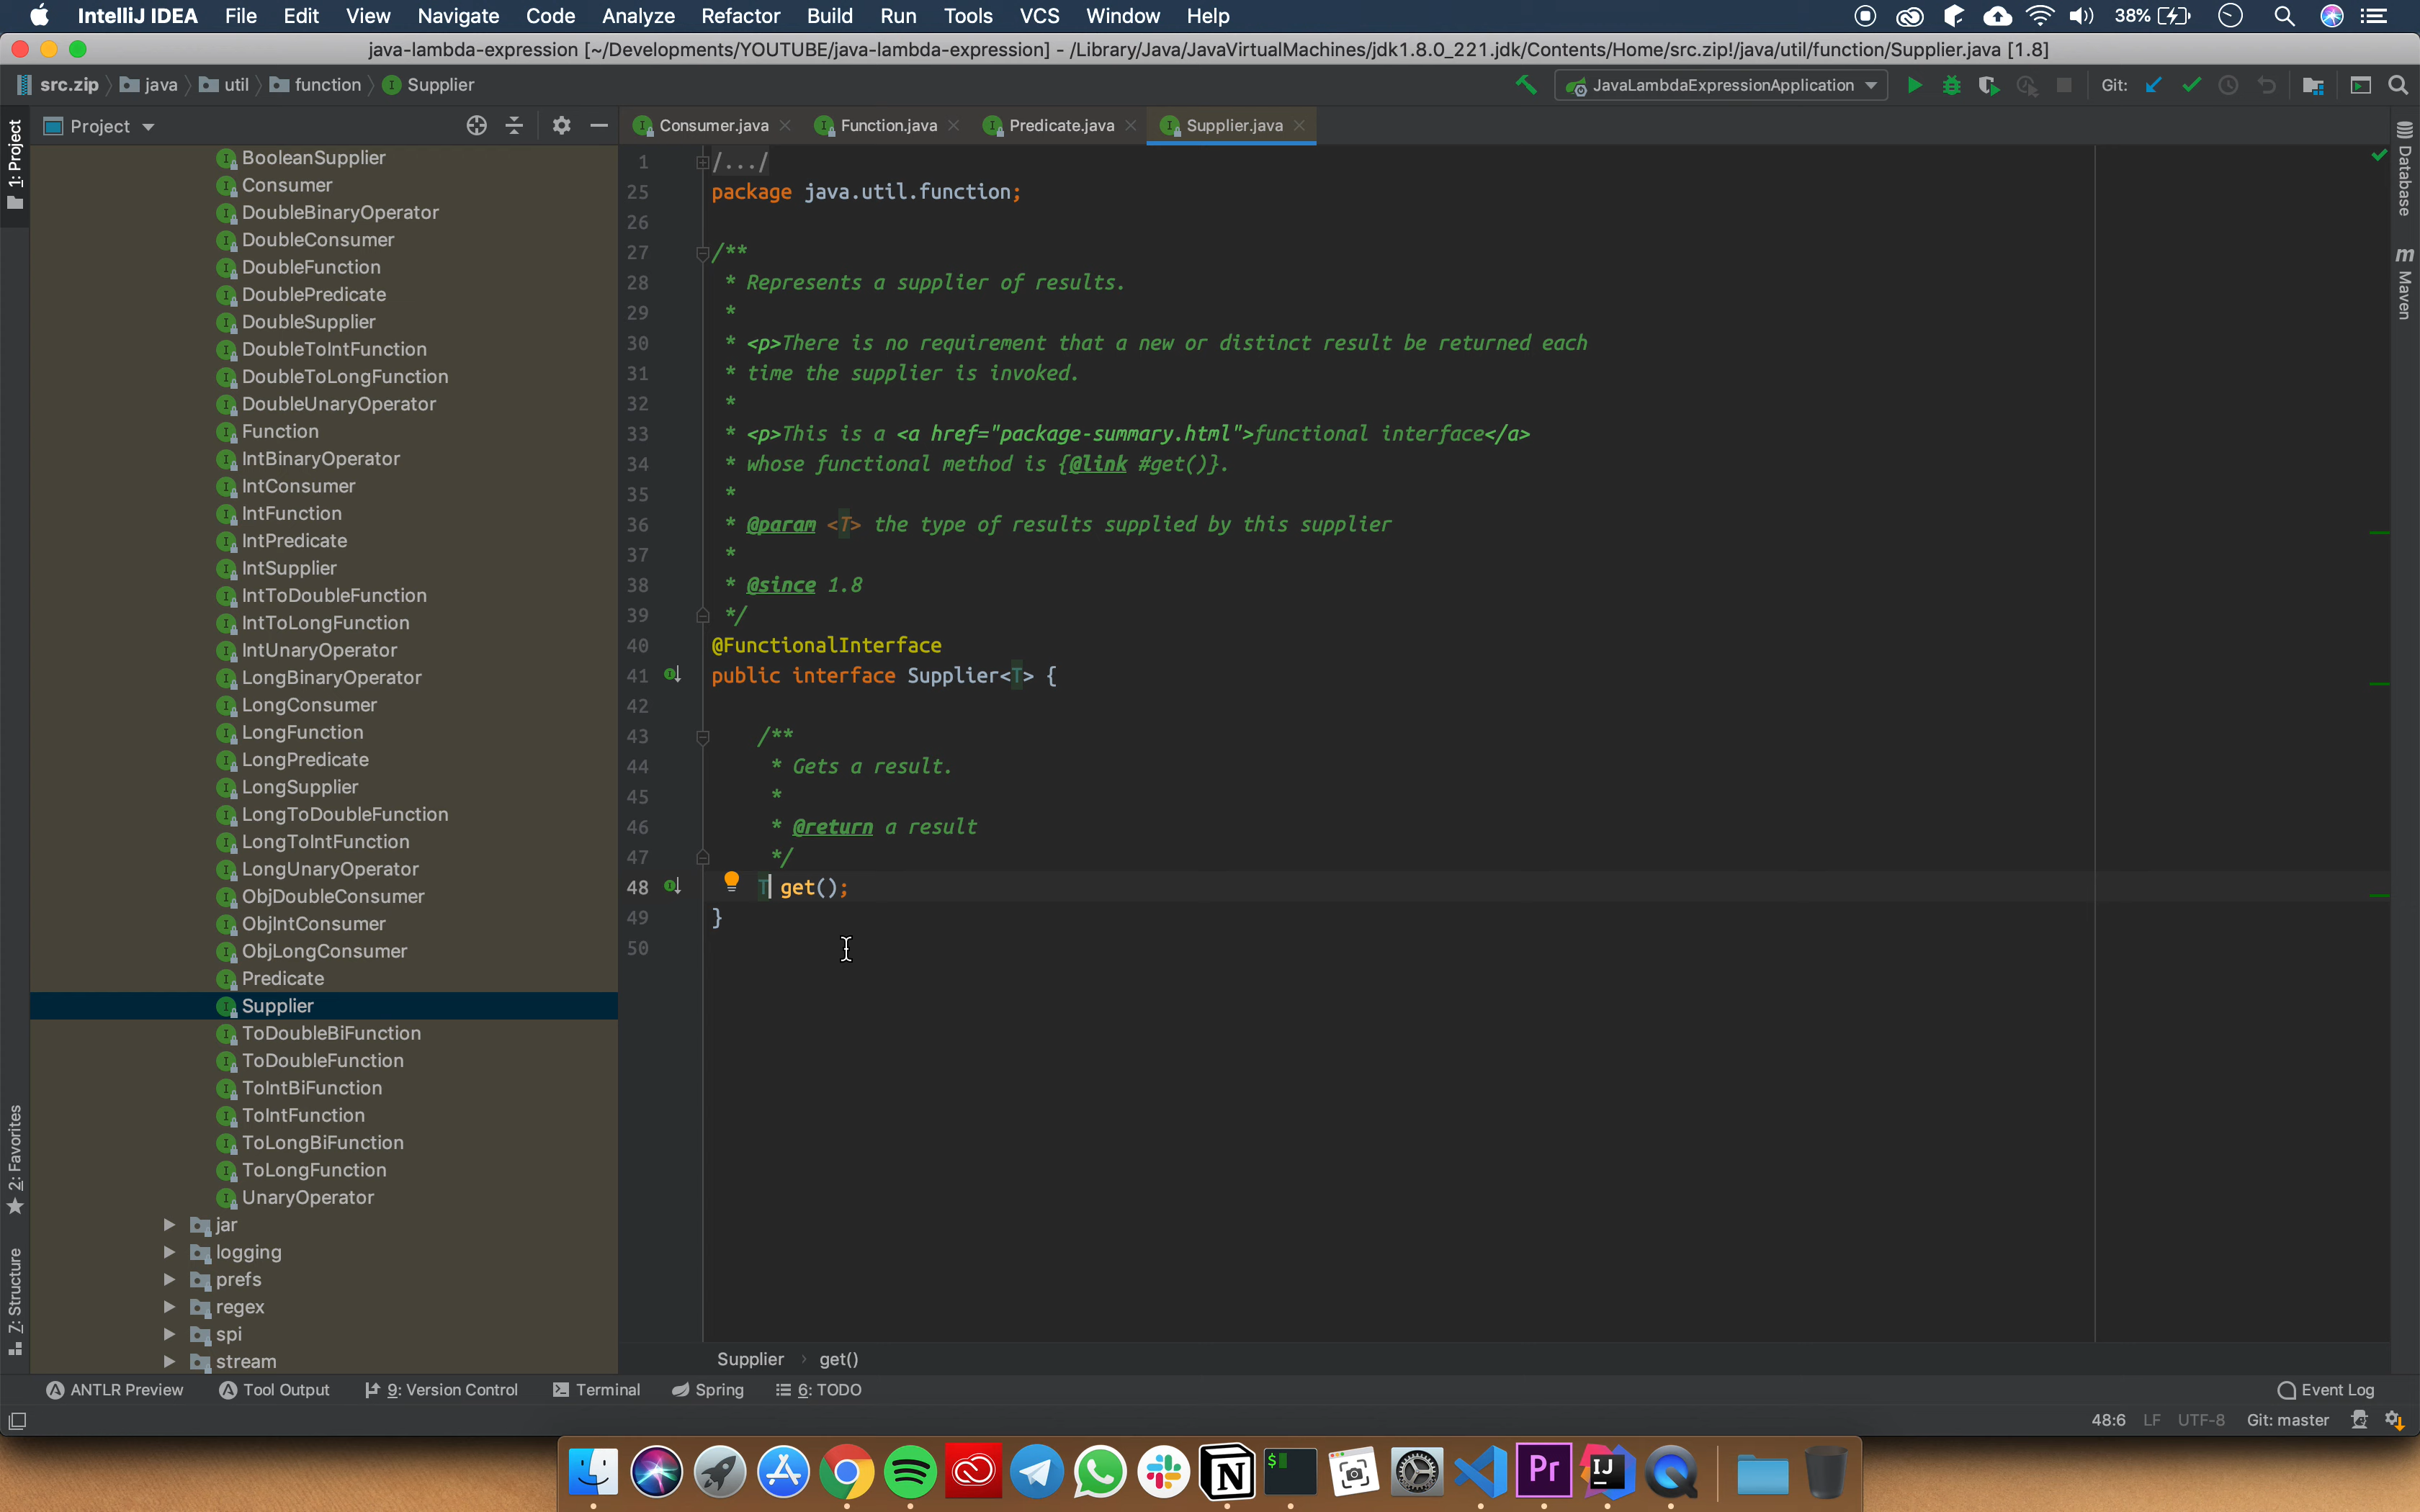 IntelliJ IDEA File Edit View Navigate Code Analyze Refactor Build Run Tools VCS Window Help 38%
java-lambda-expression [~/Developments/YOUTUBE/java-lambda-expression] - /Library/Java/JavaVirtualMachines/jdk1.8.0_221.jdk/Contents/Home/src.zip!/java/util/function/Supplier.java [1.8]
src.zip java util function Supplier JavaLambdaExpressionApplication Git:
Project
Consumer.java Function.java Predicate.java Supplier.java
1: Project
2: Favorites
7: Structure
Database
Maven
BooleanSupplier
Consumer
DoubleBinaryOperator
DoubleConsumer
DoubleFunction
DoublePredicate
DoubleSupplier
DoubleToIntFunction
DoubleToLongFunction
DoubleUnaryOperator
Function
IntBinaryOperator
IntConsumer
IntFunction
IntPredicate
IntSupplier
IntToDoubleFunction
IntToLongFunction
IntUnaryOperator
LongBinaryOperator
LongConsumer
LongFunction
LongPredicate
LongSupplier
LongToDoubleFunction
LongToIntFunction
LongUnaryOperator
ObjDoubleConsumer
ObjIntConsumer
ObjLongConsumer
Predicate
Supplier
ToDoubleBiFunction
ToDoubleFunction
ToIntBiFunction
ToIntFunction
ToLongBiFunction
ToLongFunction
UnaryOperator
jar
logging
prefs
regex
spi
stream
1 /.../
25 package java.util.function;
26
27 /**
28 * Represents a supplier of results.
29 *
30 * <p>There is no requirement that a new or distinct result be returned each
31 * time the supplier is invoked.
32 *
33 * <p>This is a <a href="package-summary.html">functional interface</a>
34 * whose functional method is {@link #get()}.
35 *
36 * @param <T> the type of results supplied by this supplier
37 *
38 * @since 1.8
39 */
40 @FunctionalInterface
41 public interface Supplier<T> {
42
43 /**
44 * Gets a result.
45 *
46 * @return a result
47 */
48 T get();
49 }
50
Supplier get()
ANTLR Preview Tool Output 9: Version Control Terminal Spring 6: TODO Event Log
48:6 LF UTF-8 Git: master
$ N Pr IJ